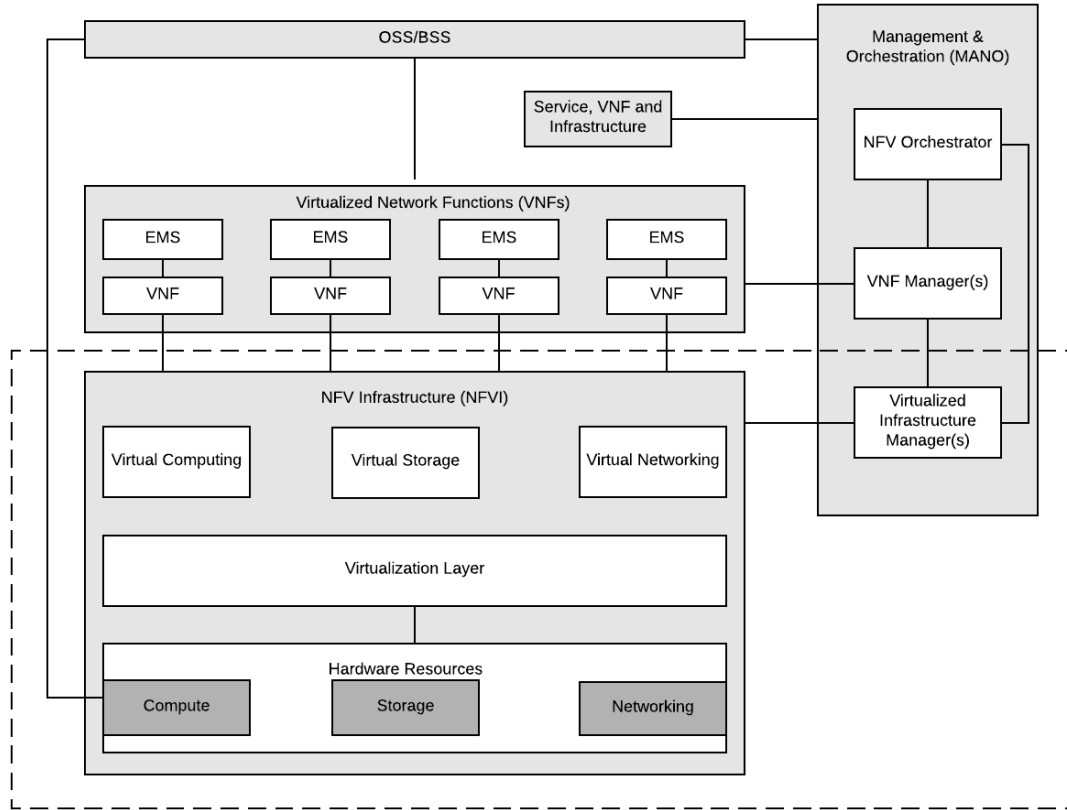 OSS/BSS
Management &
Orchestration (MANO)
Service, VNF and
Infrastructure
NFV Orchestrator
Virtualized Network Functions (VNFs)
EMS
EMS
EMS
EMS
VNF
VNF
VNF
VNF
VNF Manager(s)
NFV Infrastructure (NFVI)
Virtualized
Infrastructure
Manager(s)
Virtual Computing
Virtual Storage
Virtual Networking
Virtualization Layer
Hardware Resources
Compute
Storage
Networking